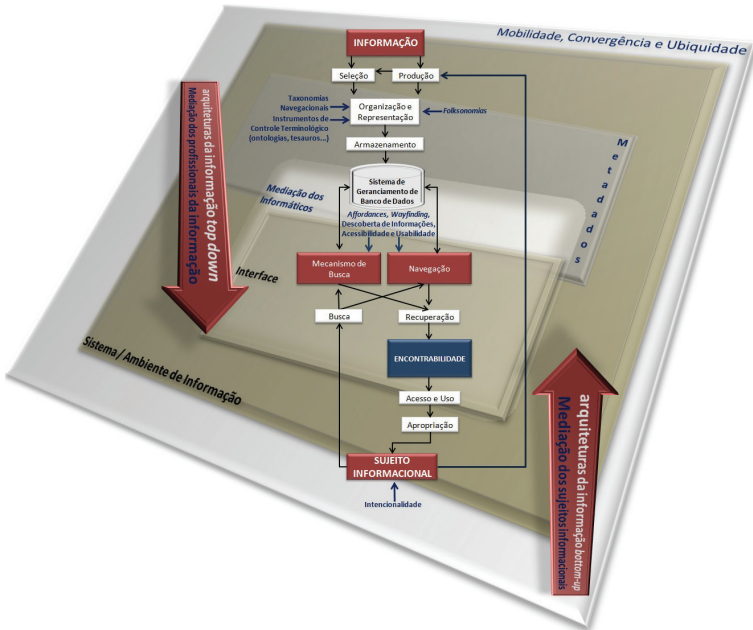 Mobilidade, Convergência e Ubiquidade
INFORMAÇÃO
Seleção
Produção
Taxonomias
Navegacionais
Instrumentos de
Controle Terminológico
(ontologias, tesauros...)
Organização e
Representação
Folksonomias
Armazenamento
Metadados
Sistema de
Geranciamento de
Banco de Dados
Mediação dos
Informáticos
Affordances, Wayfinding,
Descoberta de Informações,
Acessibilidade e Usabilidade
arquiteturas da informação top down
Mediação dos profissionais da informação
Interface
Mecanismo de
Busca
Navegação
Busca
Recuperação
Sistema / Ambiente de Informação
ENCONTRABILIDADE
Acesso e Uso
Apropriação
SUJEITO
INFORMACIONAL
Intencionalidade
arquiteturas da informação bottom-up
Mediação dos sujeitos informacionais